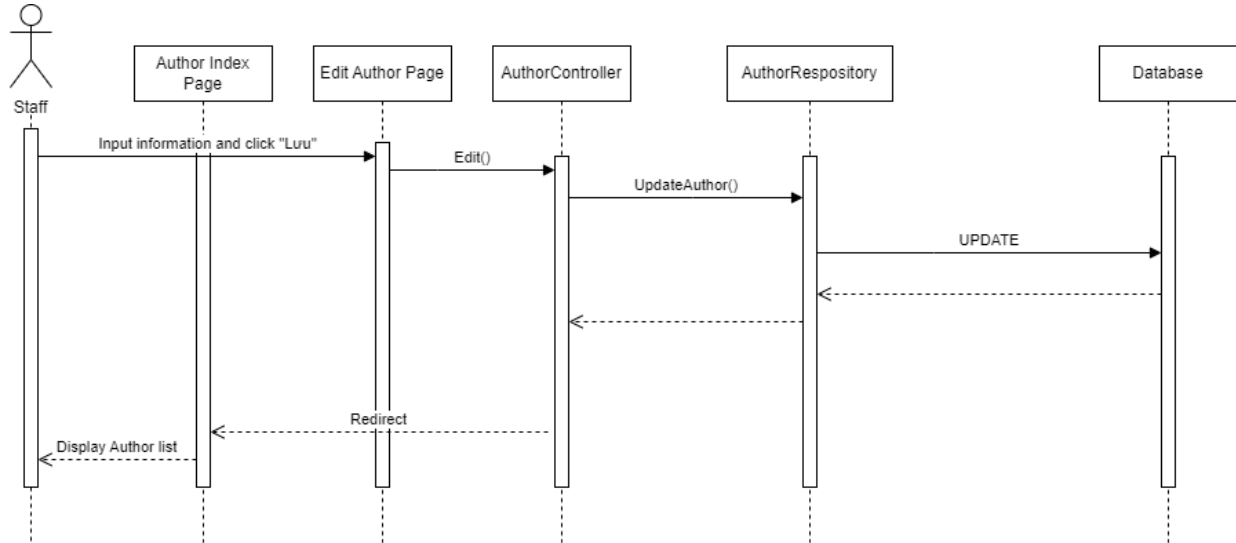 Staff
Author Index
Page
Edit Author Page
AuthorController
AuthorRespository
Database
Input information and click "Lưu"
Edit()
UpdateAuthor()
UPDATE
Redirect
Display Author list